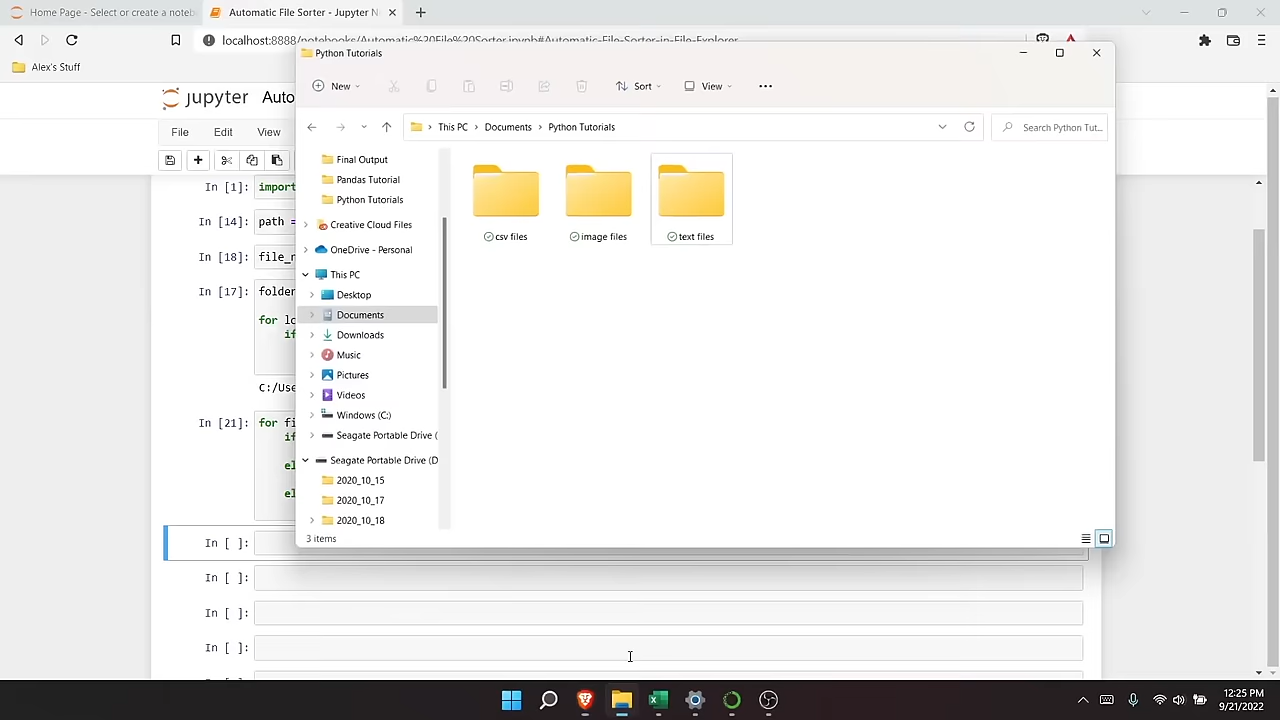 Home Page - Select or create a noteb
Automatic File Sorter - Jupyter N
localhost:8888/notebooks/Automatic%20File%20Sorter.ipynb#Automatic-File-Sorter-in-File-Explorer
Alex's Stuff
jupyter Auto
File Edit View
In [1]: import
In [14]: path =
In [18]: file_n
In [17]: folder
for lo
if
C:/Use
In [21]: for fi
if
el
el
In [ ]:
In [ ]:
In [ ]:
In [ ]:
Python Tutorials
New
Sort
View
This PC > Documents > Python Tutorials
Search Python Tut...
Final Output
Pandas Tutorial
Python Tutorials
Creative Cloud Files
OneDrive - Personal
This PC
Desktop
Documents
Downloads
Music
Pictures
Videos
Windows (C:)
Seagate Portable Drive (
Seagate Portable Drive (D
2020_10_15
2020_10_17
2020_10_18
csv files
image files
text files
3 items
12:25 PM
9/21/2022